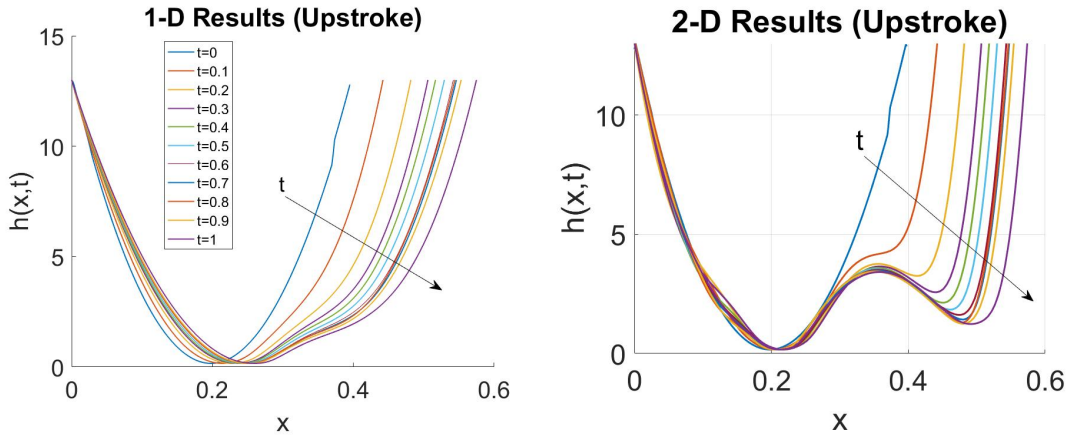 1-D Results (Upstroke)
15
10
5
0
h(x,t)
t=0
t=0.1
t=0.2
t=0.3
t=0.4
t=0.5
t=0.6
t=0.7
t=0.8
t=0.9
t=1
t
0
0.2
0.4
0.6
x
2-D Results (Upstroke)
10
5
0
h(x,t)
t
0
0.2
0.4
0.6
x